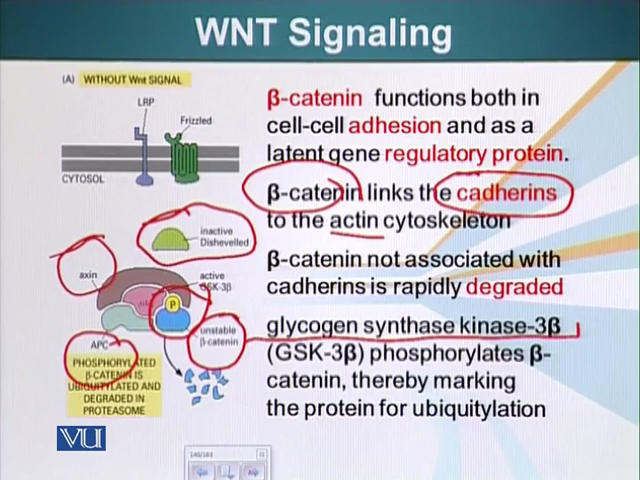 WNT Signaling
(A) WITHOUT Wnt SIGNAL
LRP
Frizzled
CYTOSOL
inactive
Dishevelled
axin
active
GSK-3β
P
unstable
β-catenin
APC
PHOSPHORYLATED
β-CATENIN IS
UBIQUITYLATED AND
DEGRADED IN
PROTEASOME
β-catenin functions both in
cell-cell adhesion and as a
latent gene regulatory protein.
β-catenin links the cadherins
to the actin cytoskeleton
β-catenin not associated with
cadherins is rapidly degraded
glycogen synthase kinase-3β
(GSK-3β) phosphorylates β-
catenin, thereby marking
the protein for ubiquitylation
VU